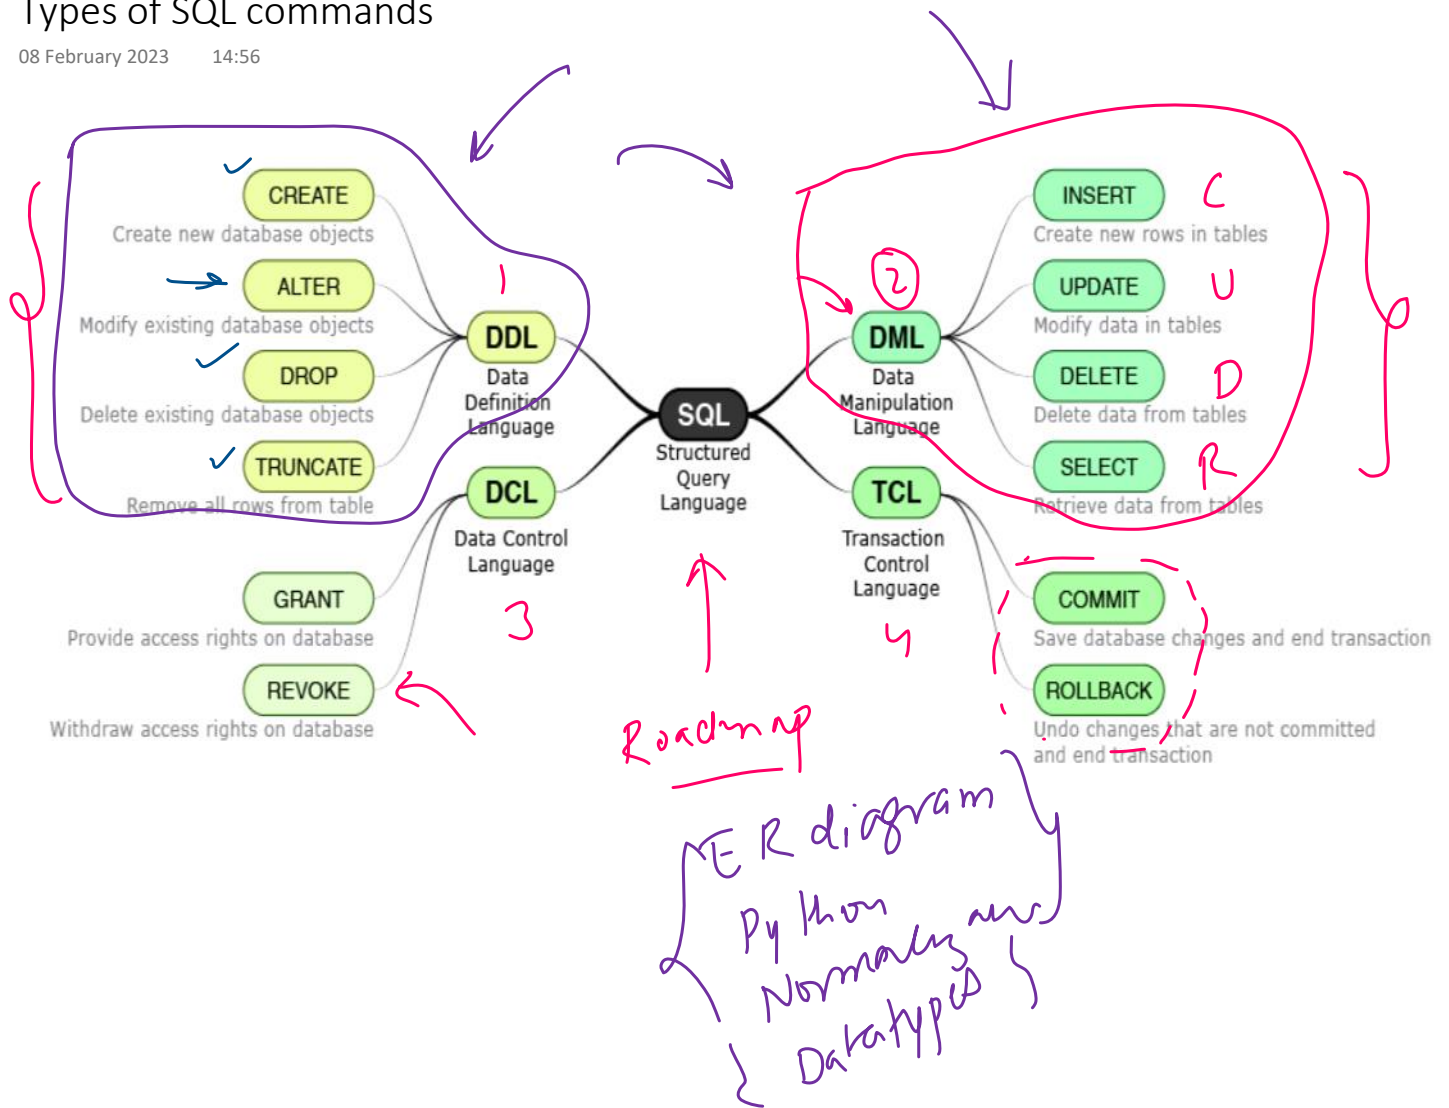 Types of SQL commands
08 February 2023 14:56
CREATE
Create new database objects
ALTER
Modify existing database objects
DROP
Delete existing database objects
TRUNCATE
Remove all rows from table
1
DDL
Data
Definition
Language
DCL
Data Control
Language
3
GRANT
Provide access rights on database
REVOKE
Withdraw access rights on database
SQL
Structured
Query
Language
Roadmap
2
DML
Data
Manipulation
Language
TCL
Transaction
Control
Language
4
INSERT C
Create new rows in tables
UPDATE U
Modify data in tables
DELETE D
Delete data from tables
SELECT R
Retrieve data from tables
COMMIT
Save database changes and end transaction
ROLLBACK
Undo changes that are not committed
and end transaction
ER diagram
Python
Datatypes